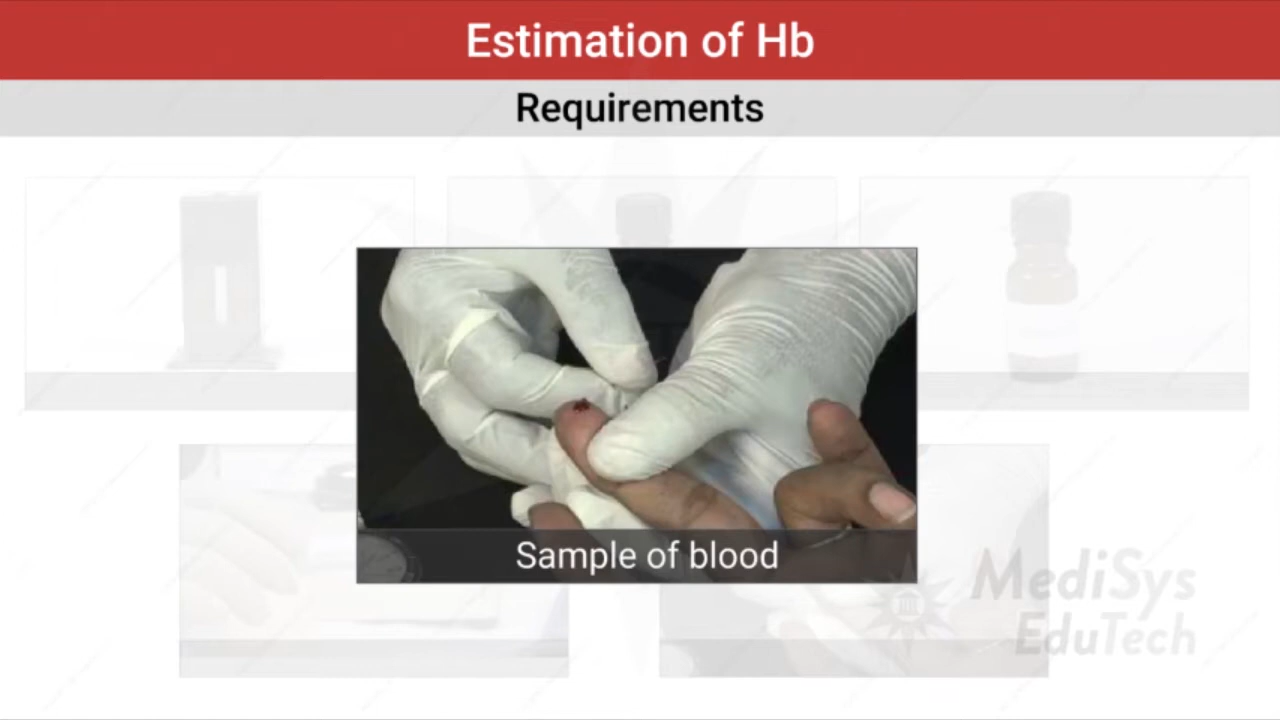 Estimation of Hb
Requirements
Sample of blood
MediSys
EduTech